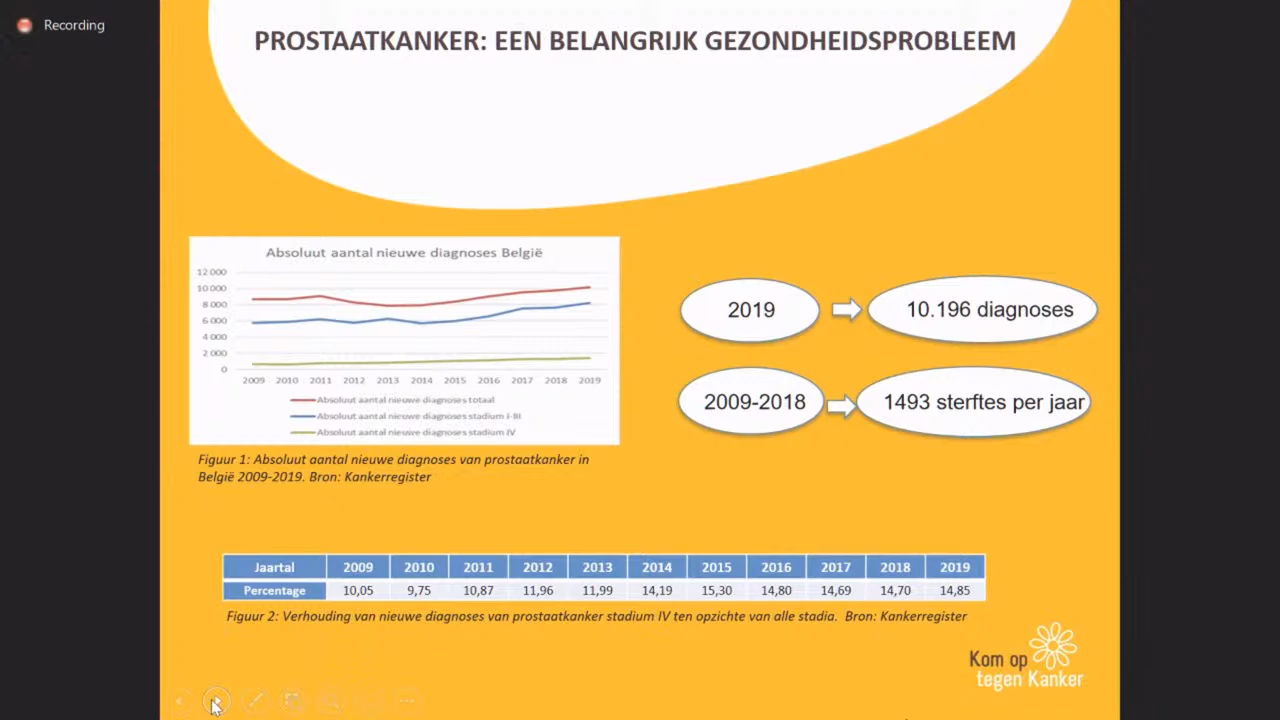 Recording
PROSTAATKANKER: EEN BELANGRIJK GEZONDHEIDSPROBLEEM
Absoluut aantal nieuwe diagnoses België
12 000
10 000
8 000
6 000
4 000
2 000
0
2009 2010 2011 2012 2013 2014 2015 2016 2017 2018 2019
Absoluut aantal nieuwe diagnoses totaal
Absoluut aantal nieuwe diagnoses stadium I-III
Absoluut aantal nieuwe diagnoses stadium IV
Figuur 1: Absoluut aantal nieuwe diagnoses van prostaatkanker in
België 2009-2019. Bron: Kankerregister
2019
10.196 diagnoses
2009-2018
1493 sterftes per jaar
Jaartal 2009 2010 2011 2012 2013 2014 2015 2016 2017 2018 2019
Percentage 10,05 9,75 10,87 11,96 11,99 14,19 15,30 14,80 14,69 14,70 14,85
Figuur 2: Verhouding van nieuwe diagnoses van prostaatkanker stadium IV ten opzichte van alle stadia. Bron: Kankerregister
Kom op
tegen Kanker